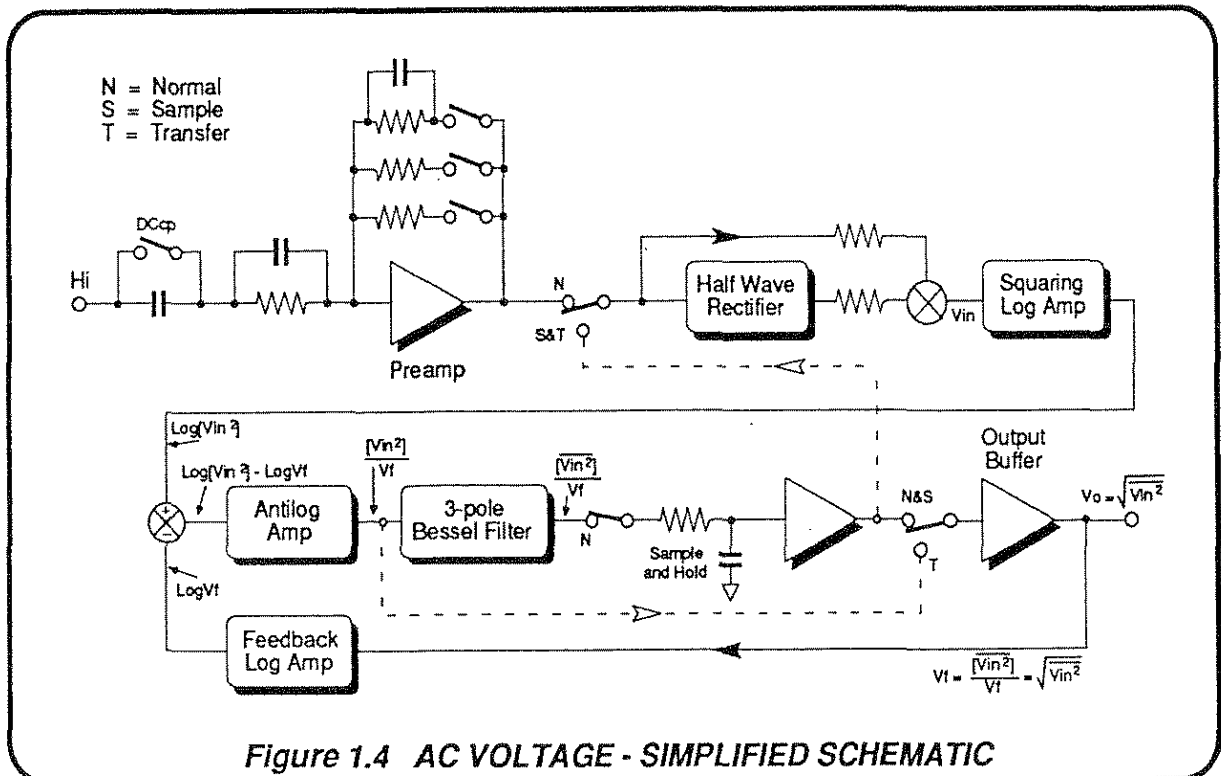 N = Normal
S = Sample
T = Transfer
DCcp
Hi
Preamp
N
S&T
Half Wave
Rectifier
Vin
Squaring
Log Amp
Log[Vin²]
Log[Vin²] - LogVf
[Vin²]
Vf
[Vin²]
Vf
Output
Buffer
Antilog
Amp
3-pole
Bessel Filter
N
Sample
and Hold
N&S
T
Vo = √Vin²
LogVf
Feedback
Log Amp
Vf = [Vin²] / Vf = √Vin²
Figure 1.4 AC VOLTAGE - SIMPLIFIED SCHEMATIC